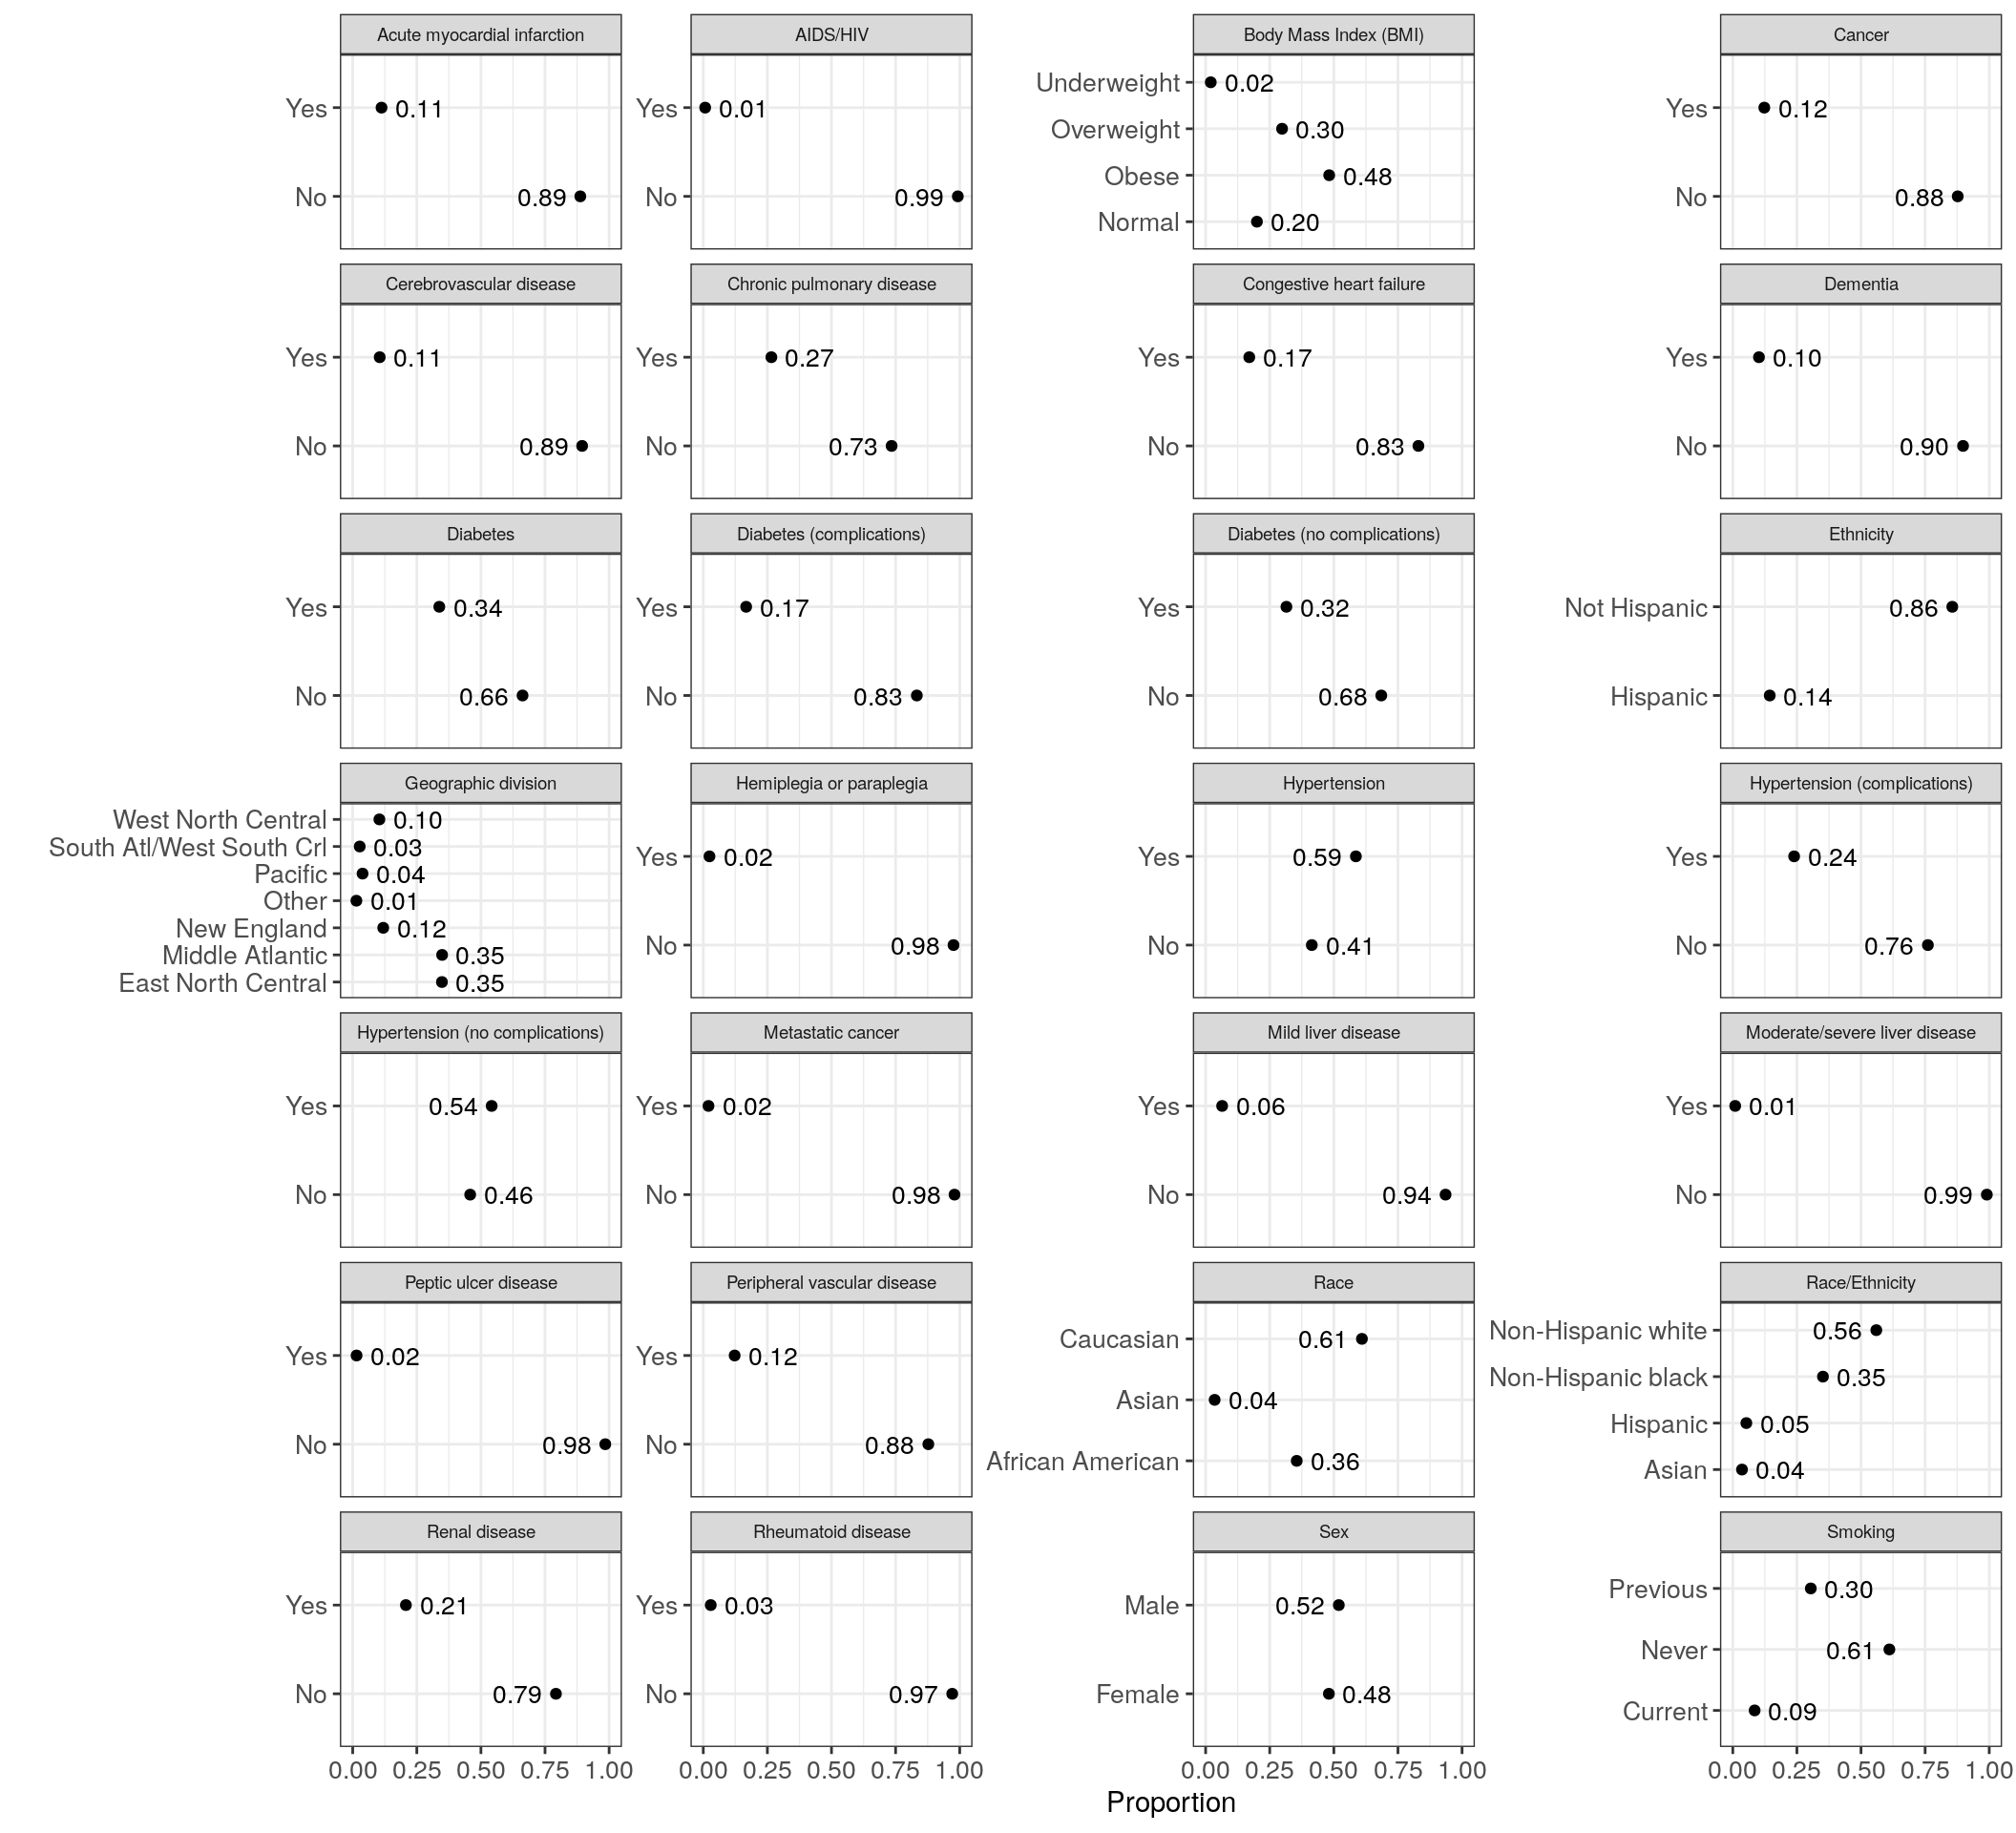 Acute myocardial infarction
Yes 0.11
No 0.89
AIDS/HIV
Yes 0.01
No 0.99
Body Mass Index (BMI)
Underweight 0.02
Overweight 0.30
Obese 0.48
Normal 0.20
Cancer
Yes 0.12
No 0.88
Cerebrovascular disease
Yes 0.11
No 0.89
Chronic pulmonary disease
Yes 0.27
No 0.73
Congestive heart failure
Yes 0.17
No 0.83
Dementia
Yes 0.10
No 0.90
Diabetes
Yes 0.34
No 0.66
Diabetes (complications)
Yes 0.17
No 0.83
Diabetes (no complications)
Yes 0.32
No 0.68
Ethnicity
Not Hispanic 0.86
Hispanic 0.14
Geographic division
West North Central 0.10
South Atl/West South Crl 0.03
Pacific 0.04
Other 0.01
New England 0.12
Middle Atlantic 0.35
East North Central 0.35
Hemiplegia or paraplegia
Yes 0.02
No 0.98
Hypertension
Yes 0.59
No 0.41
Hypertension (complications)
Yes 0.24
No 0.76
Hypertension (no complications)
Yes 0.54
No 0.46
Metastatic cancer
Yes 0.02
No 0.98
Mild liver disease
Yes 0.06
No 0.94
Moderate/severe liver disease
Yes 0.01
No 0.99
Peptic ulcer disease
Yes 0.02
No 0.98
Peripheral vascular disease
Yes 0.12
No 0.88
Race
Caucasian 0.61
Asian 0.04
African American 0.36
Race/Ethnicity
Non-Hispanic white 0.56
Non-Hispanic black 0.35
Hispanic 0.05
Asian 0.04
Renal disease
Yes 0.21
No 0.79
Rheumatoid disease
Yes 0.03
No 0.97
Sex
Male 0.52
Female 0.48
Smoking
Previous 0.30
Never 0.61
Current 0.09
0.00 0.25 0.50 0.75 1.00
0.00 0.25 0.50 0.75 1.00
0.00 0.25 0.50 0.75 1.00
0.00 0.25 0.50 0.75 1.00
Proportion